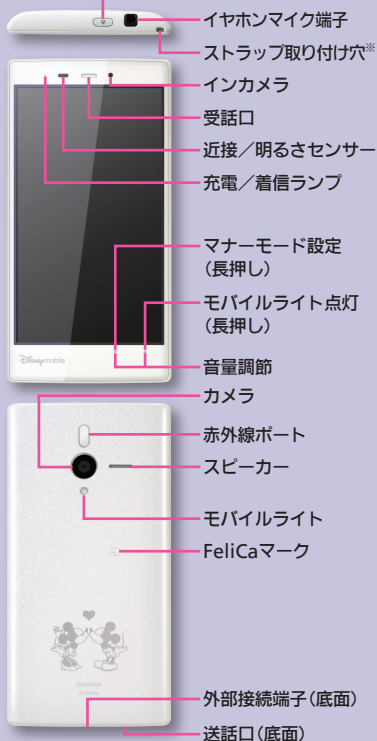 イヤホンマイク端子
ストラップ取り付け穴※
インカメラ
受話口
近接／明るさセンサー
充電／着信ランプ
マナーモード設定
（長押し）
モバイルライト点灯
（長押し）
Disneymobile
音量調節
カメラ
赤外線ポート
スピーカー
モバイルライト
FeliCaマーク
外部接続端子（底面）
送話口（底面）